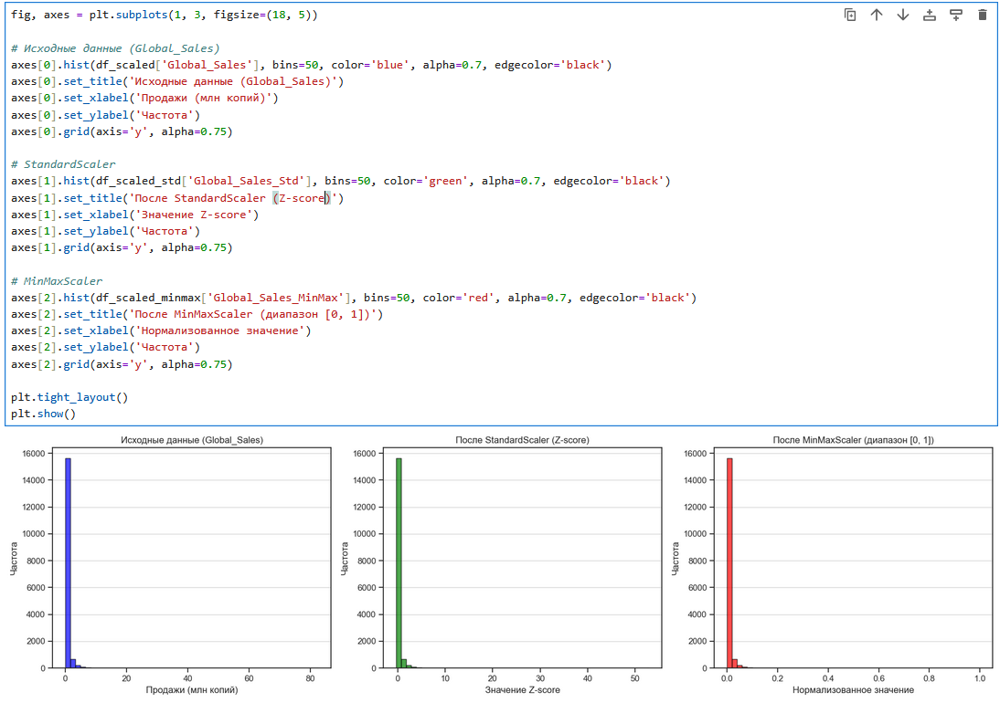 fig, axes = plt.subplots(1, 3, figsize=(18, 5))
# Исходные данные (Global_Sales)
axes[0].hist(df_scaled['Global_Sales'], bins=50, color='blue', alpha=0.7, edgecolor='black')
axes[0].set_title('Исходные данные (Global_Sales)')
axes[0].set_xlabel('Продажи (млн копий)')
axes[0].set_ylabel('Частота')
axes[0].grid(axis='y', alpha=0.75)
# StandardScaler
axes[1].hist(df_scaled_std['Global_Sales_Std'], bins=50, color='green', alpha=0.7, edgecolor='black')
axes[1].set_title('После StandardScaler (Z-score)')
axes[1].set_xlabel('Значение Z-score')
axes[1].set_ylabel('Частота')
axes[1].grid(axis='y', alpha=0.75)
# MinMaxScaler
axes[2].hist(df_scaled_minmax['Global_Sales_MinMax'], bins=50, color='red', alpha=0.7, edgecolor='black')
axes[2].set_title('После MinMaxScaler (диапазон [0, 1])')
axes[2].set_xlabel('Нормализованное значение')
axes[2].set_ylabel('Частота')
axes[2].grid(axis='y', alpha=0.75)
plt.tight_layout()
plt.show()
Исходные данные (Global_Sales)
16000
14000
12000
10000
8000
6000
4000
2000
0
Частота
0 20 40 60 80
Продажи (млн копий)
После StandardScaler (Z-score)
16000
14000
12000
10000
8000
6000
4000
2000
0
Частота
0 10 20 30 40 50
Значение Z-score
После MinMaxScaler (диапазон [0, 1])
16000
14000
12000
10000
8000
6000
4000
2000
0
Частота
0.0 0.2 0.4 0.6 0.8 1.0
Нормализованное значение